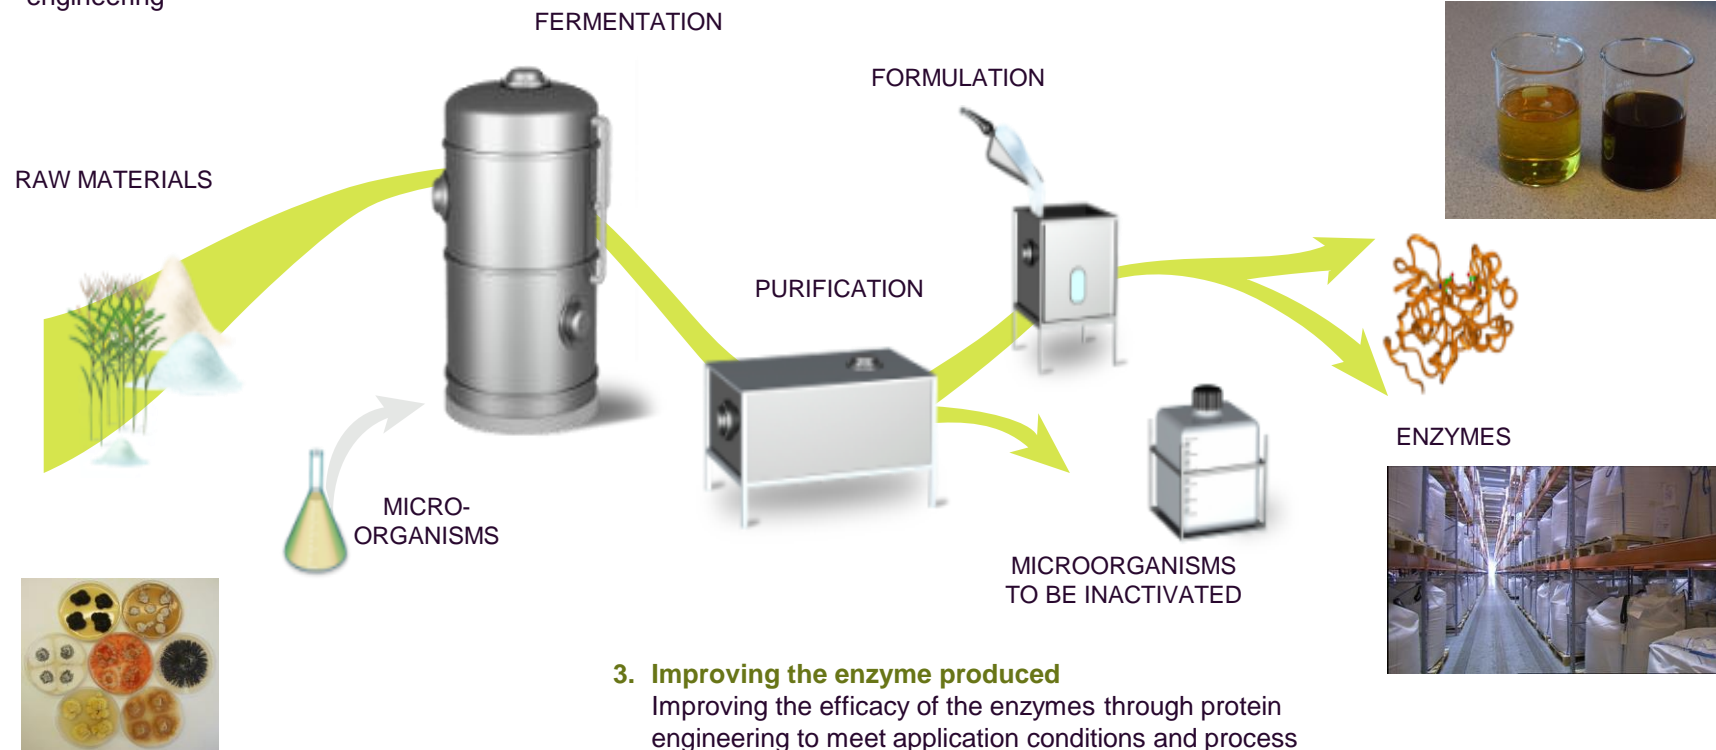 engineering
FERMENTATION
FORMULATION
RAW MATERIALS
PURIFICATION
ENZYMES
MICRO-
ORGANISMS
MICROORGANISMS
TO BE INACTIVATED
3. Improving the enzyme produced
Improving the efficacy of the enzymes through protein
engineering to meet application conditions and process